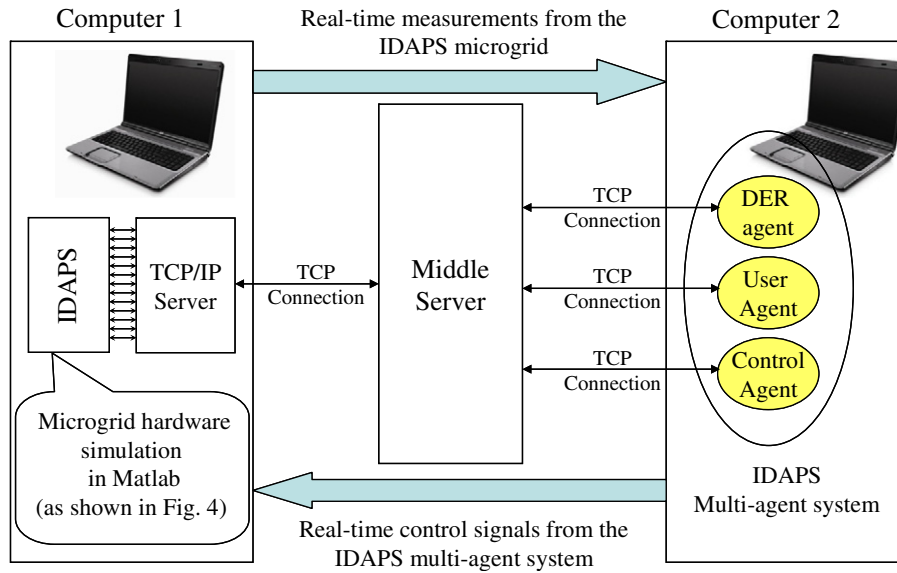 Computer 1
Real-time measurements from the
IDAPS microgrid
Computer 2
IDAPS
TCP/IP
Server
TCP
Connection
Middle
Server
TCP
Connection
DER
agent
TCP
Connection
User
Agent
TCP
Connection
Control
Agent
Microgrid hardware
simulation
in Matlab
(as shown in Fig. 4)
IDAPS
Multi-agent system
Real-time control signals from the
IDAPS multi-agent system